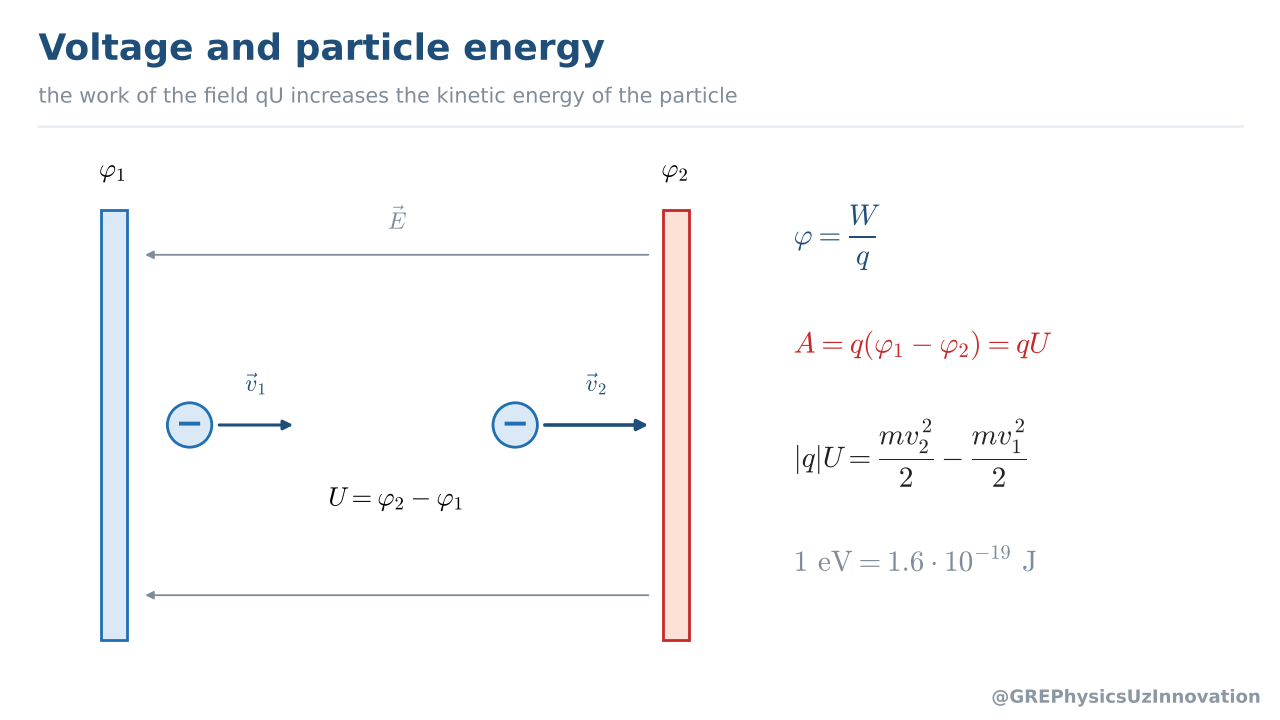 Voltage and particle energy
the work of the field qU increases the kinetic energy of the particle
φ₁
φ₂
E⃗
φ = W/q
A = q(φ₁ − φ₂) = qU
v⃗₁
v⃗₂
−
−
|q|U = mv₂²/2 − mv₁²/2
U = φ₂ − φ₁
1 eV = 1.6 · 10⁻¹⁹ J
@GREPhysicsUzInnovation